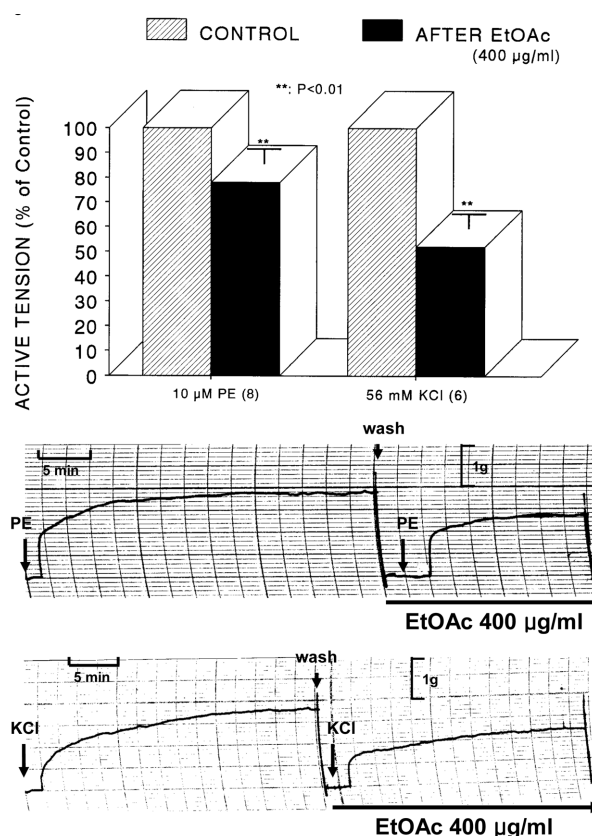 CONTROL
AFTER EtOAc
(400 µg/ml)
**: P<0.01
ACTIVE TENSION (% of Control)
100
90
80
70
60
50
40
30
20
10
0
**
**
10 µM PE (8)
56 mM KCl (6)
wash
5 min
1g
PE
PE
EtOAc 400 µg/ml
wash
5 min
1g
KCl
KCl
EtOAc 400 µg/ml